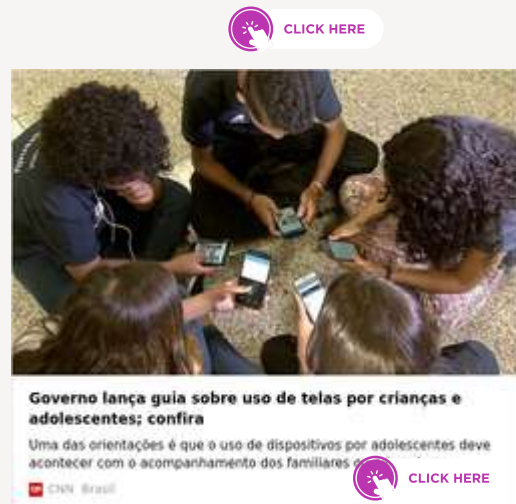 CLICK HERE
Governo lança guia sobre uso de telas por crianças e
adolescentes; confira
Uma das orientações é que o uso de dispositivos por adolescentes deve
acontecer com o acompanhamento dos familiares
CNN Brasil
CLICK HERE